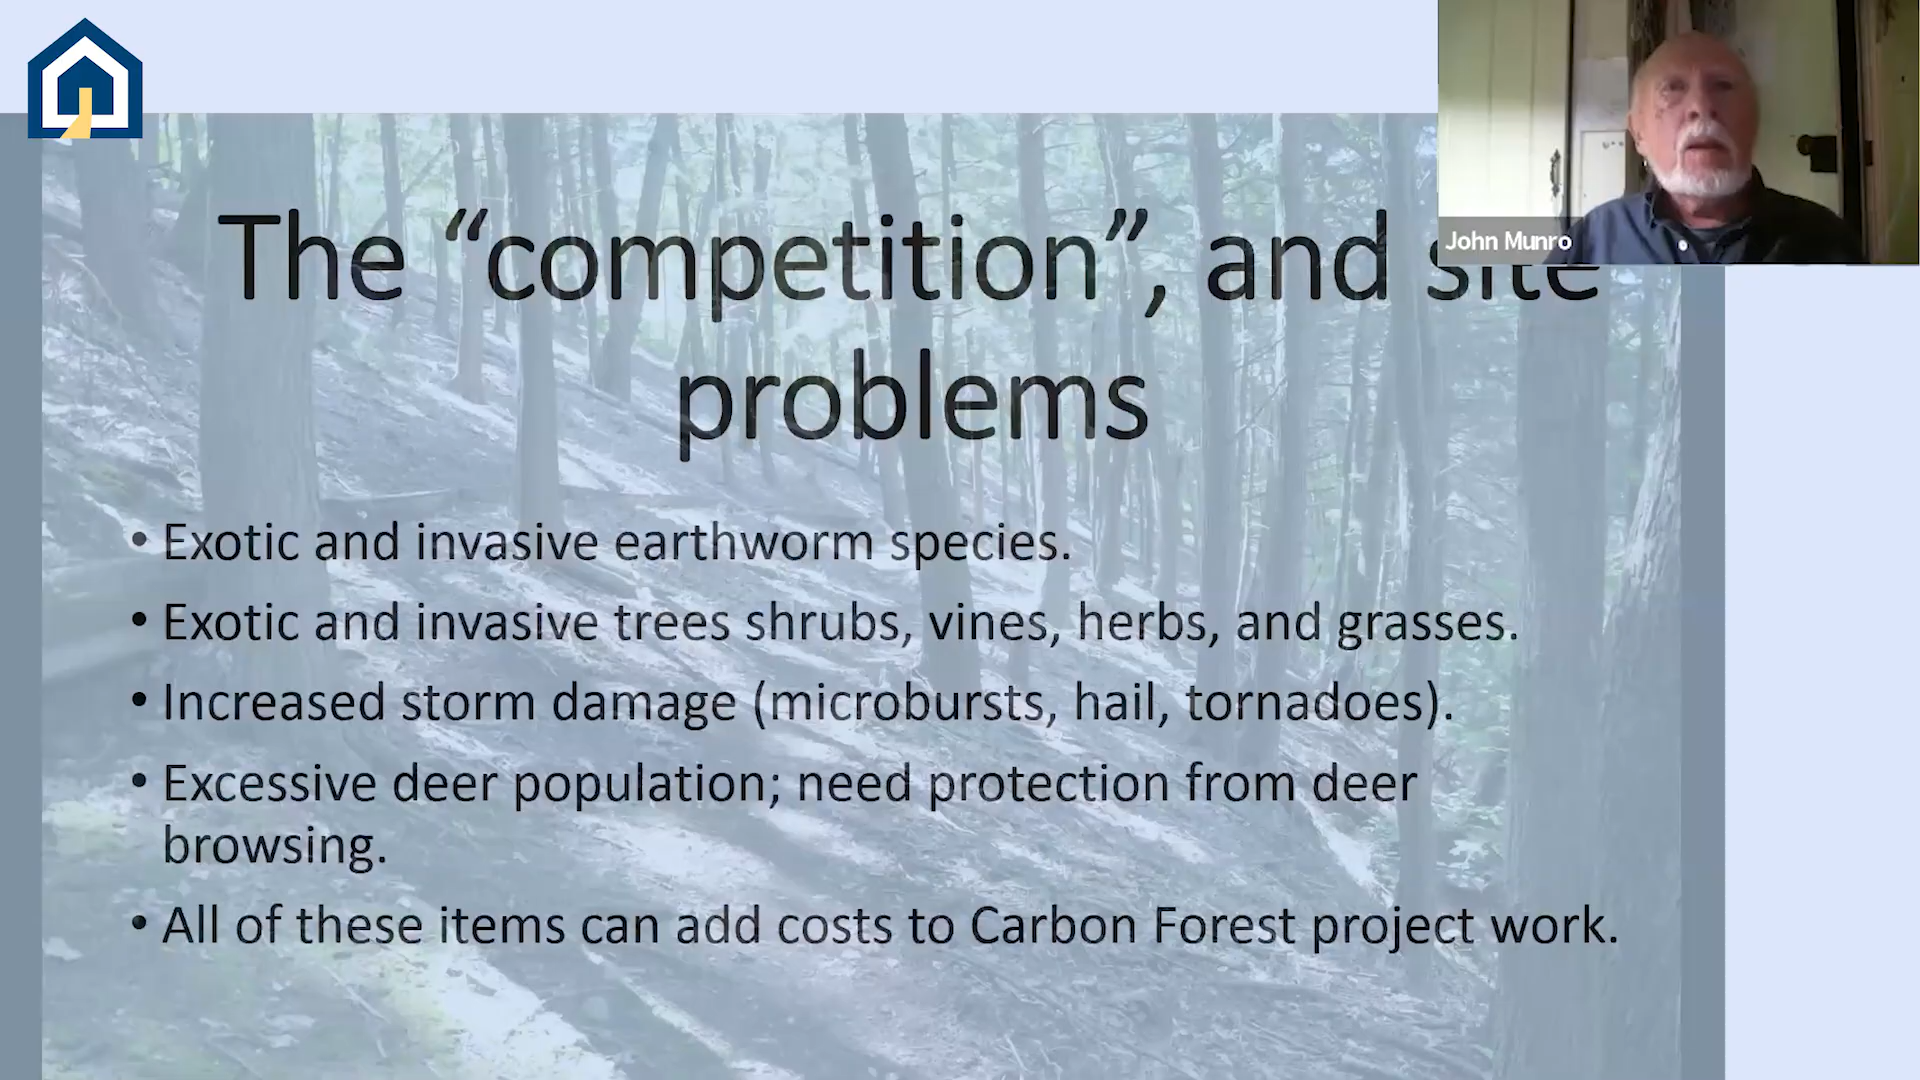 The “competition”, and site
problems
John Munro
• Exotic and invasive earthworm species.
• Exotic and invasive trees shrubs, vines, herbs, and grasses.
• Increased storm damage (microbursts, hail, tornadoes).
• Excessive deer population; need protection from deer
browsing.
• All of these items can add costs to Carbon Forest project work.